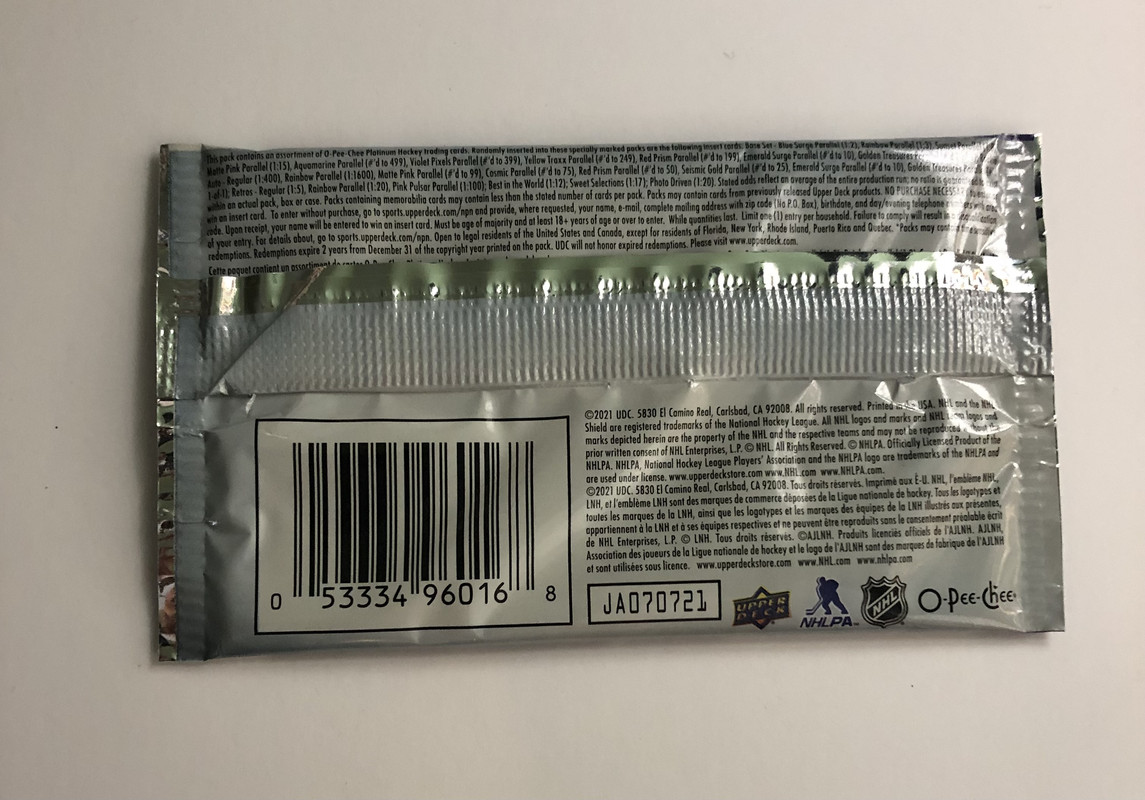 This pack contains an assortment of O-Pee-Chee Platinum Hockey trading cards. Randomly inserted into these specially marked packs are the following insert cards. Base Set - Blue Surge Parallel (1:2), Rainbow Parallel (1:3), Sunset
Matte Pink Parallel (1:15), Aquamarine Parallel (#'d to 499), Violet Pixels Parallel (#'d to 399), Yellow Traxx Parallel (#'d to 249), Red Prism Parallel (#'d to 199), Emerald Surge Parallel (#'d to 10), Golden Treasures
Auto - Regular (1:400), Rainbow Parallel (1:1600), Matte Pink Parallel (#'d to 99), Cosmic Parallel (#'d to 75), Red Prism Parallel (#'d to 50), Seismic Gold Parallel (#'d to 25), Emerald Surge Parallel (#'d to 10), Golden Treasures
1-of-1); Retros - Regular (1:5), Rainbow Parallel (1:20), Pink Pulsar Parallel (1:100); Best in the World (1:12); Sweet Selections (1:17); Photo Driven (1:20). Stated odds reflect an average of the entire production run; no ratio is
within an actual pack, box or case. Packs containing memorabilia cards may contain less than the stated number of cards per pack. Packs may contain cards from previously released Upper Deck products. NO PURCHASE NECESSARY
win an insert card. To enter without purchase, go to sports.upperdeck.com/npn and provide, where requested, your name, e-mail, complete mailing address with zip code (No P.O. Box), birthdate, and day/evening telephone numbers with area
code. Upon receipt, your name will be entered to win an insert card. Must be age of majority and at least 18+ years of age or over to enter. While quantities last. Limit one (1) entry per household. Failure to comply will result in
of your entry. For details about, go to sports.upperdeck.com/npn. Open to legal residents of the United States and Canada, except for residents of Florida, New York, Rhode Island, Puerto Rico and Quebec. *Packs may contain
redemptions. Redemptions expire 2 years from December 31 of the copyright year printed on the pack. UDC will not honor expired redemptions. Please visit www.upperdeck.com.
Cette paquet contient un
©2021 UDC. 5830 El Camino Real, Carlsbad, CA 92008. All rights reserved. Printed in the USA. NHL and the NHL
Shield are registered trademarks of the National Hockey League. All NHL logos and marks and NHL team logos and
marks depicted herein are the property of the NHL and the respective teams and may not be reproduced without the
prior written consent of NHL Enterprises, L.P. © NHL. All Rights Reserved. © NHLPA. Officially Licensed Product of the
NHLPA. NHLPA, National Hockey League Players' Association and the NHLPA logo are trademarks of the NHLPA and
are used under license. www.upperdeckstore.com www.NHL.com www.NHLPA.com.
©2021 UDC. 5830 El Camino Real, Carlsbad, CA 92008. Tous droits réservés. Imprimé aux É-U. NHL, l'emblème NHL,
LNH, et l'emblème LNH sont des marques de commerce déposées de la Ligue nationale de hockey. Tous les logotypes et
toutes les marques de la LNH, ainsi que les logotypes et les marques des équipes de la LNH illustrés aux présentes,
appartiennent à la LNH et à ses équipes respectives et ne peuvent être reproduits sans le consentement préalable écrit
de NHL Enterprises, L.P. © LNH. Tous droits réservés. ©AJLNH. Produits licenciés officiels de l'AJLNH. AJLNH,
Association des joueurs de la Ligue nationale de hockey et le logo de l'AJLNH sont des marques de fabrique de l'AJLNH
et sont utilisées sous licence. www.upperdeckstore.com www.NHL.com www.nhlpa.com
0 53334 96016 8
JA070721
UPPER DECK
NHLPA
NHL
O-Pee-Chee